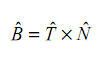 B̂ = T̂ × N̂